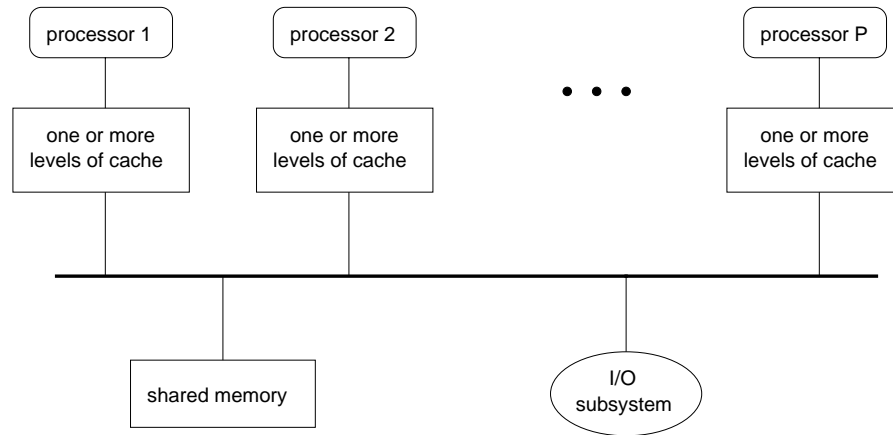 processor 1
processor 2
processor P
one or more
levels of cache
one or more
levels of cache
one or more
levels of cache
shared memory
I/O
subsystem